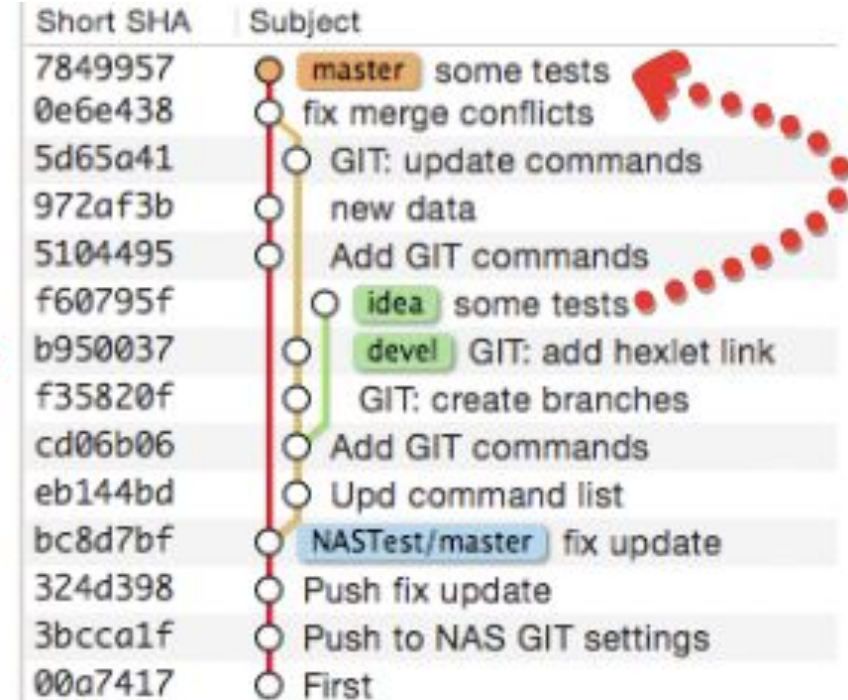 Short SHA Subject
7849957 master some tests
0e6e438 fix merge conflicts
5d65a41 GIT: update commands
972af3b new data
5104495 Add GIT commands
f60795f idea some tests
b950037 devel GIT: add hexlet link
f35820f GIT: create branches
cd06b06 Add GIT commands
eb144bd Upd command list
bc8d7bf NASTest/master fix update
324d398 Push fix update
3bcca1f Push to NAS GIT settings
00a7417 First